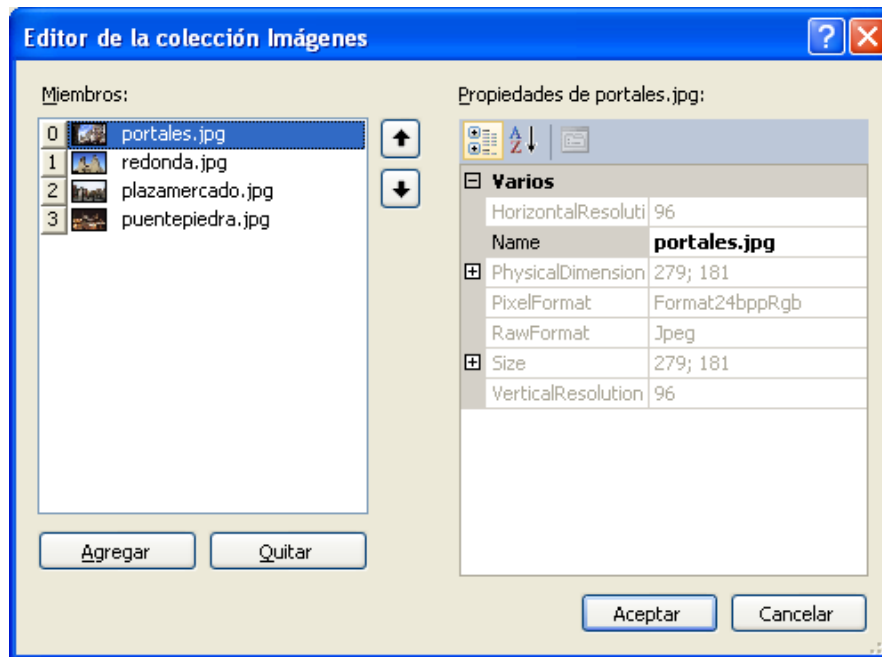 Editor de la colección Imágenes
Miembros:
0 portales.jpg
1 redonda.jpg
2 plazamercado.jpg
3 puentepiedra.jpg
Agregar
Quitar
Propiedades de portales.jpg:
A
Z
Varios
HorizontalResoluti 96
Name portales.jpg
PhysicalDimension 279; 181
PixelFormat Format24bppRgb
RawFormat Jpeg
Size 279; 181
VerticalResolution 96
Aceptar
Cancelar